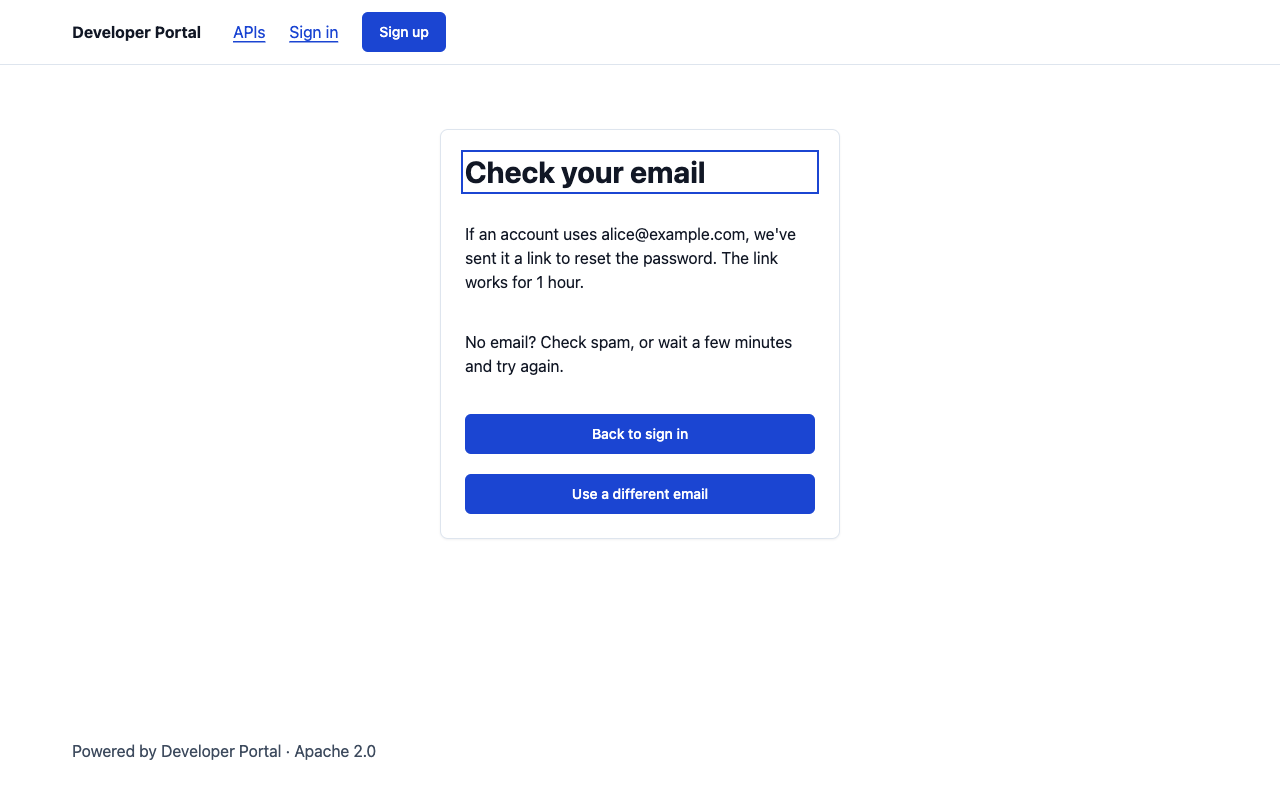 Developer Portal
APIs
Sign in
Sign up
Check your email
If an account uses alice@example.com, we've
sent it a link to reset the password. The link
works for 1 hour.
No email? Check spam, or wait a few minutes
and try again.
Back to sign in
Use a different email
Powered by Developer Portal · Apache 2.0